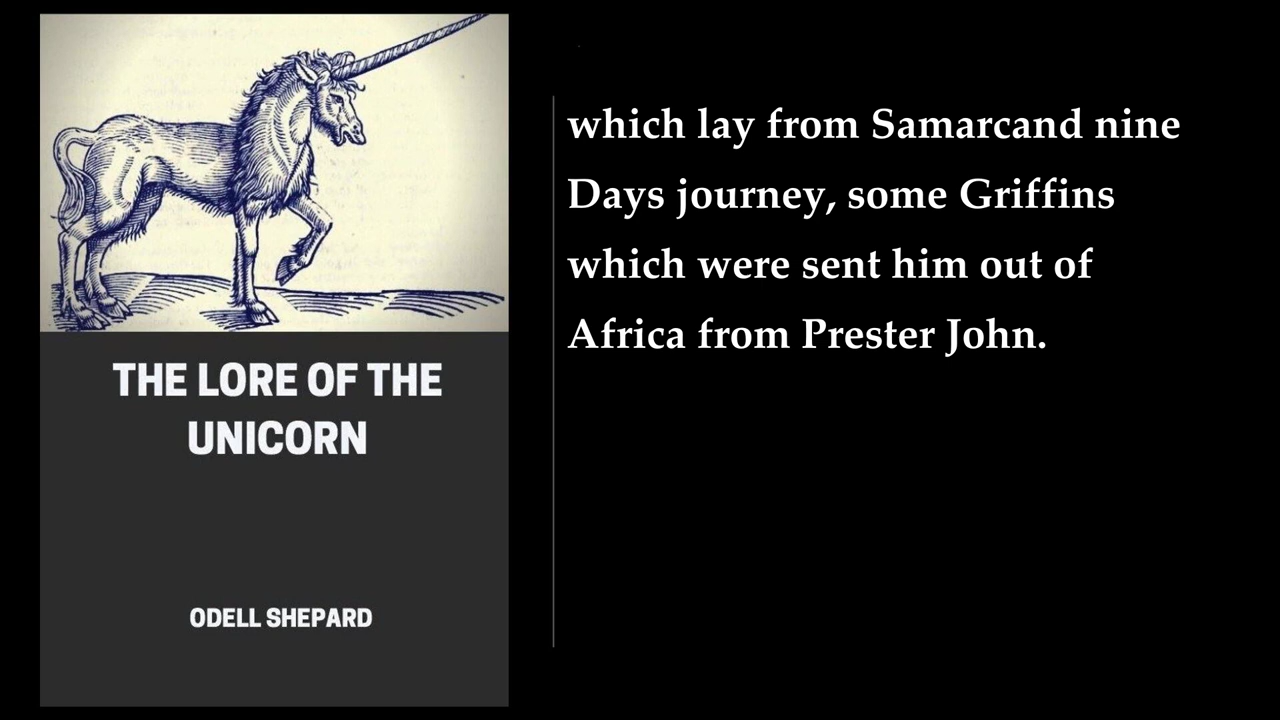 THE LORE OF THE
UNICORN
ODELL SHEPARD
which lay from Samarcand nine
Days journey, some Griffins
which were sent him out of
Africa from Prester John.